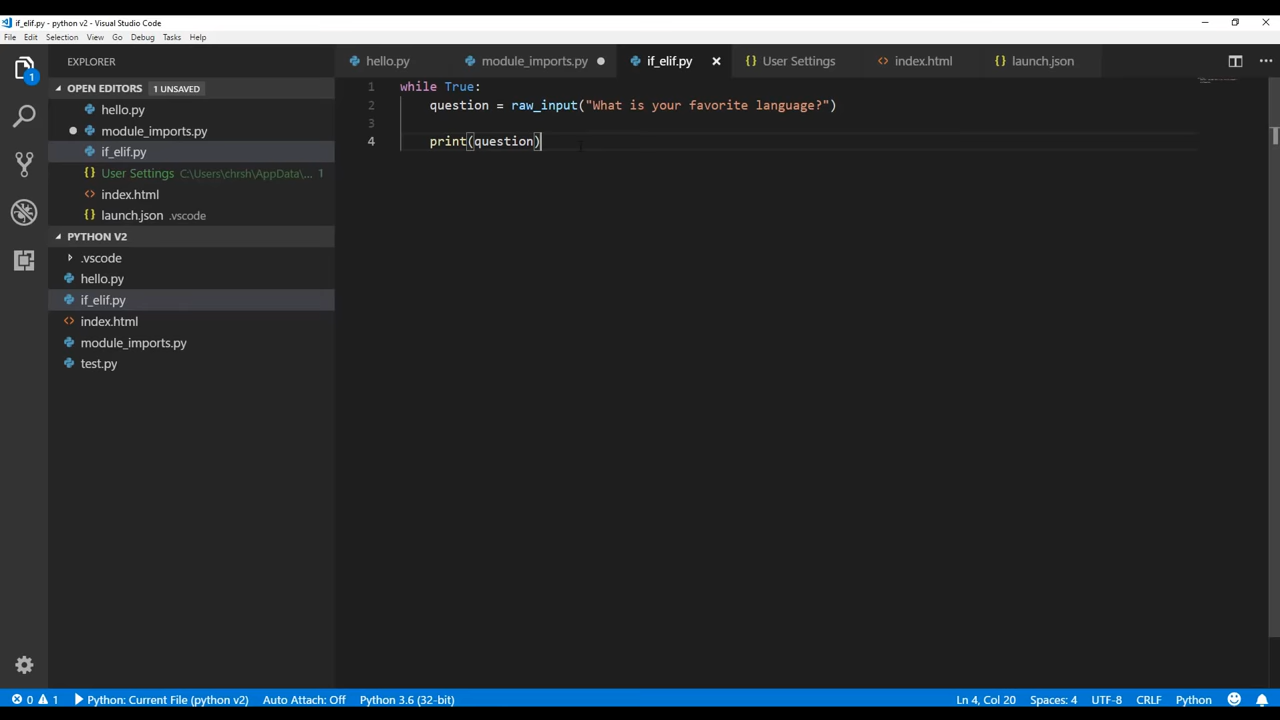 if_elif.py - python v2 - Visual Studio Code
File Edit Selection View Go Debug Tasks Help
EXPLORER
OPEN EDITORS 1 UNSAVED
hello.py
module_imports.py
if_elif.py
User Settings C:\Users\chrsh\AppData\... 1
index.html
launch.json .vscode
PYTHON V2
.vscode
hello.py
if_elif.py
index.html
module_imports.py
test.py
hello.py module_imports.py if_elif.py User Settings index.html launch.json
1 while True:
2 question = raw_input("What is your favorite language?")
3
4 print(question)
1
0 1 Python: Current File (python v2) Auto Attach: Off Python 3.6 (32-bit) Ln 4, Col 20 Spaces: 4 UTF-8 CRLF Python